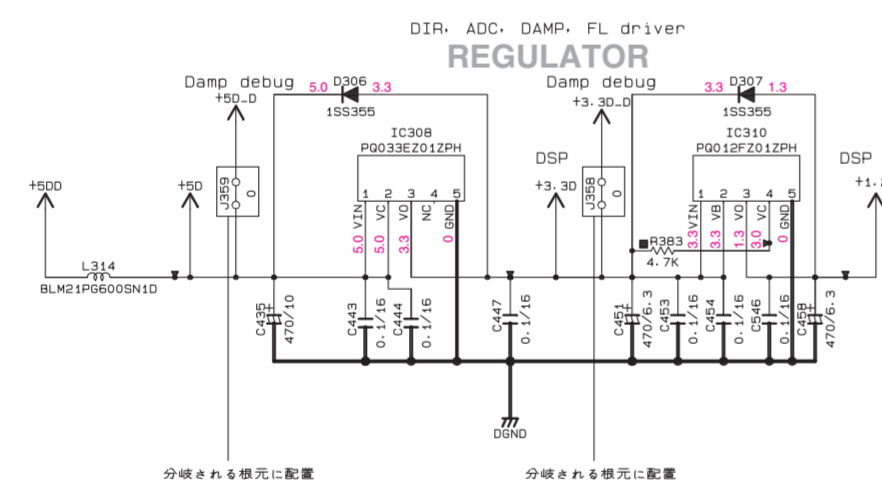 DIR, ADC, DAMP, FL driver
REGULATOR
Damp debug
+5D_D
5.0
D306
3.3
1SS355
IC308
PQ033EZ01ZPH
Damp debug
+3.3D_D
3.3
D307
1.3
1SS355
IC310
PQ012FZ01ZPH
+5DD
+5D
J359
0
1 2 3 4 5
VIN
VC
VO
NC
GND
5.0
5.0
3.3
0
DSP
+3.3D
J358
0
1 2 3 4 5
VIN
VB
VO
VC
GND
3.3
3.3
1.3
3.0
0
DSP
R383
4.7K
L314
BLM21PG600SN1D
C435
+
470/10
C443
0.1/16
C444
0.1/16
C447
0.1/16
C451
+
470/6.3
C453
0.1/16
C454
0.1/16
C546
0.1/16
C458
+
470/6.3
DGND
分岐される根元に配置
分岐される根元に配置